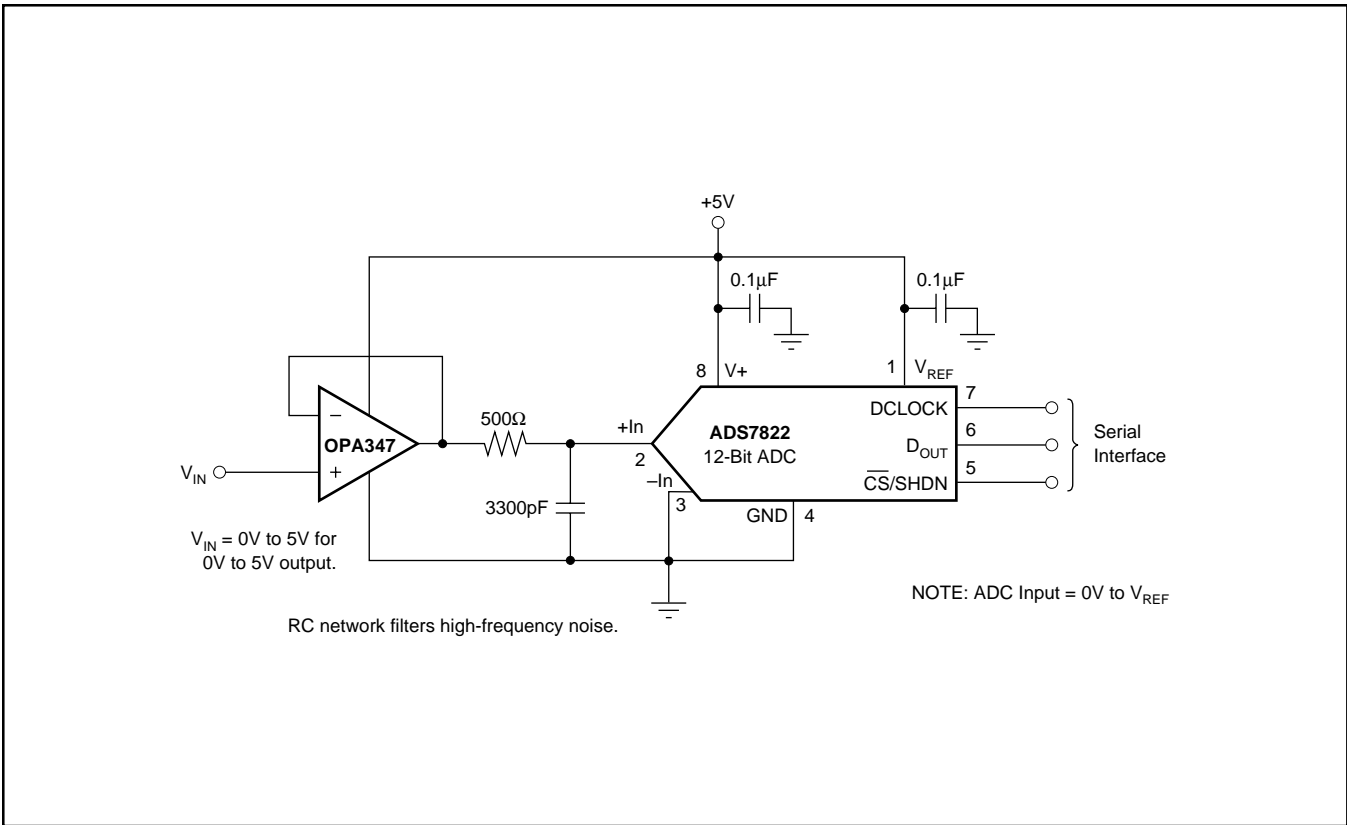 +5V
0.1μF
0.1μF
8
V+
1
V_REF
−
OPA347
+
V_IN
500Ω
3300pF
+In
2
−In
3
ADS7822
12-Bit ADC
GND
4
DCLOCK
7
D_OUT
6
C̅S̅/SHDN
5
Serial
Interface
V_IN = 0V to 5V for
0V to 5V output.
RC network filters high-frequency noise.
NOTE: ADC Input = 0V to V_REF